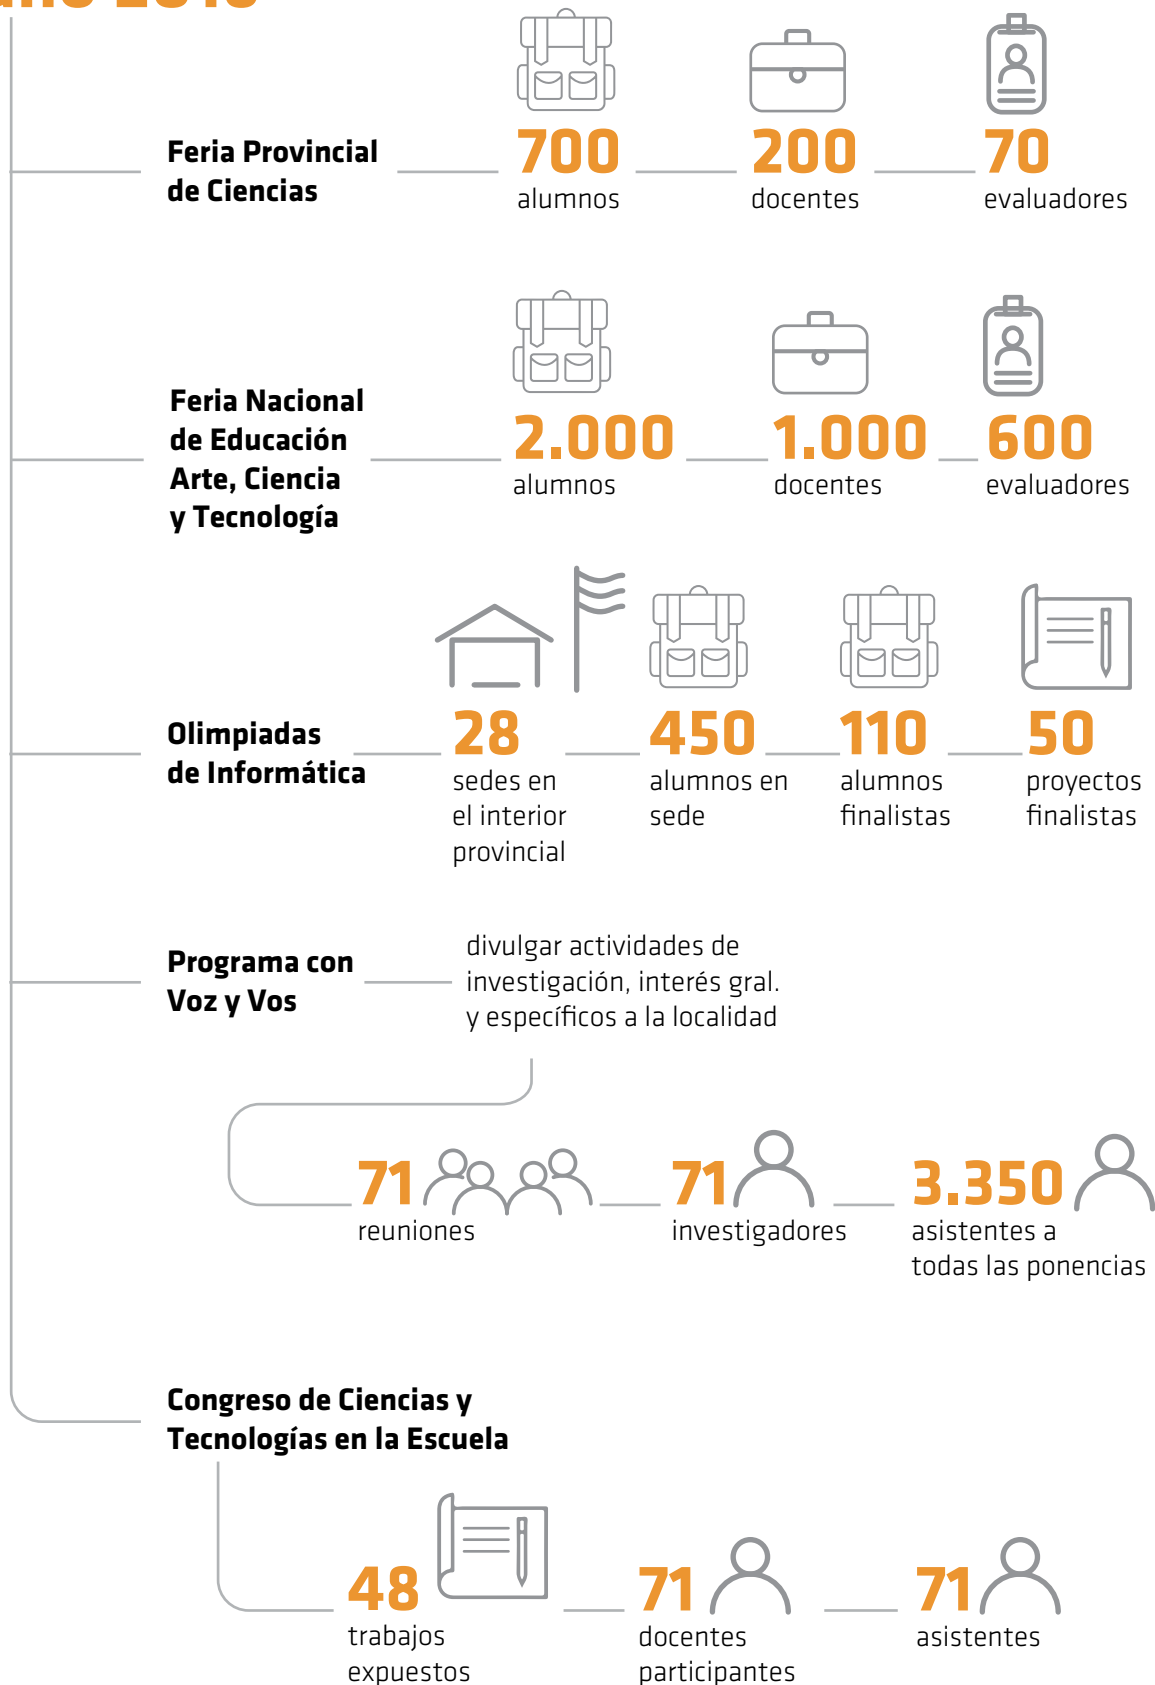 Feria Provincial
de Ciencias
700
alumnos
200
docentes
70
evaluadores
Feria Nacional
de Educación
Arte, Ciencia
y Tecnología
2.000
alumnos
1.000
docentes
600
evaluadores
Olimpiadas
de Informática
28
sedes en
el interior
provincial
450
alumnos en
sede
110
alumnos
finalistas
50
proyectos
finalistas
Programa con
Voz y Vos
divulgar actividades de
investigación, interés gral.
y específicos a la localidad
71
reuniones
71
investigadores
3.350
asistentes a
todas las ponencias
Congreso de Ciencias y
Tecnologías en la Escuela
48
trabajos
expuestos
71
docentes
participantes
71
asistentes